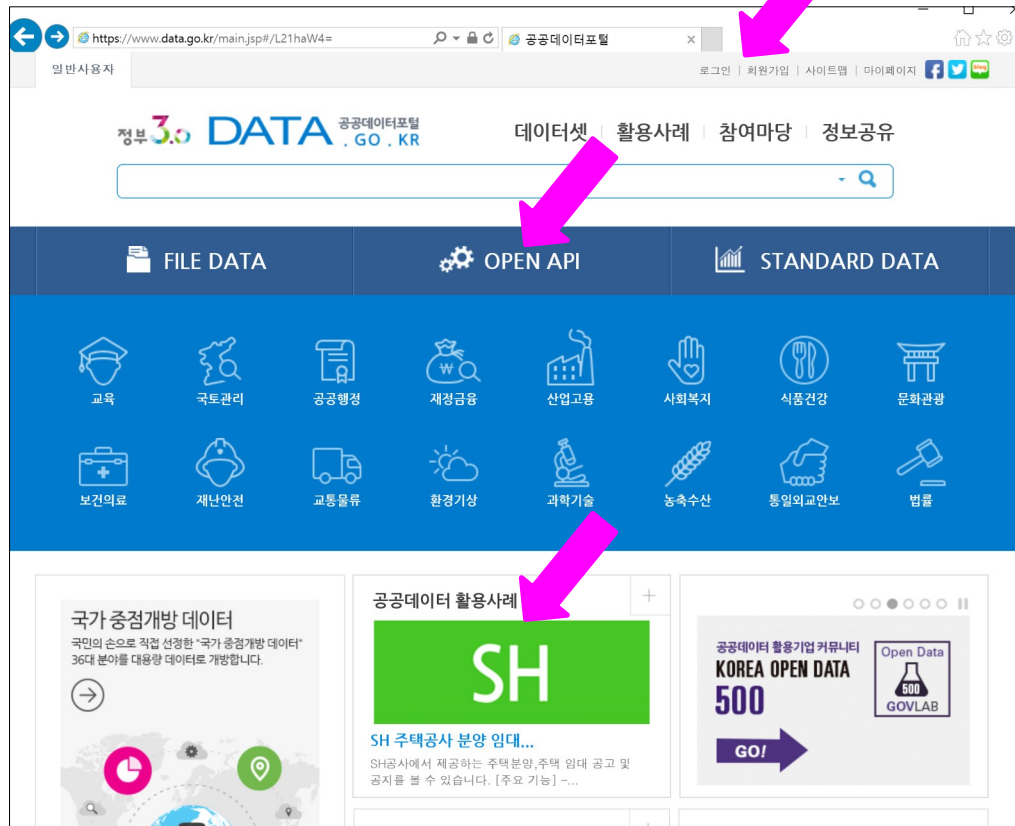 https://www.data.go.kr/main.jsp#/L21haW4=
공공데이터포털
일반사용자
로그인 | 회원가입 | 사이트맵 | 마이페이지
정부3.0 DATA 공공데이터포털
. GO . KR
데이터셋 | 활용사례 | 참여마당 | 정보공유
FILE DATA
OPEN API
STANDARD DATA
교육
국토관리
공공행정
재정금융
산업고용
사회복지
식품건강
문화관광
보건의료
재난안전
교통물류
환경기상
과학기술
농축수산
통일외교안보
법률
국가 중점개방 데이터
국민의 손으로 직접 선정한 "국가 중점개방 데이터"
36대 분야를 대용량 데이터로 개방합니다.
공공데이터 활용사례
SH
SH 주택공사 분양 임대...
SH공사에서 제공하는 주택분양,주택 임대 공고 및
공지를 볼 수 있습니다. [주요 기능] -...
공공데이터 활용기업 커뮤니티
KOREA OPEN DATA
500
GO!
Open Data
500
GOVLAB